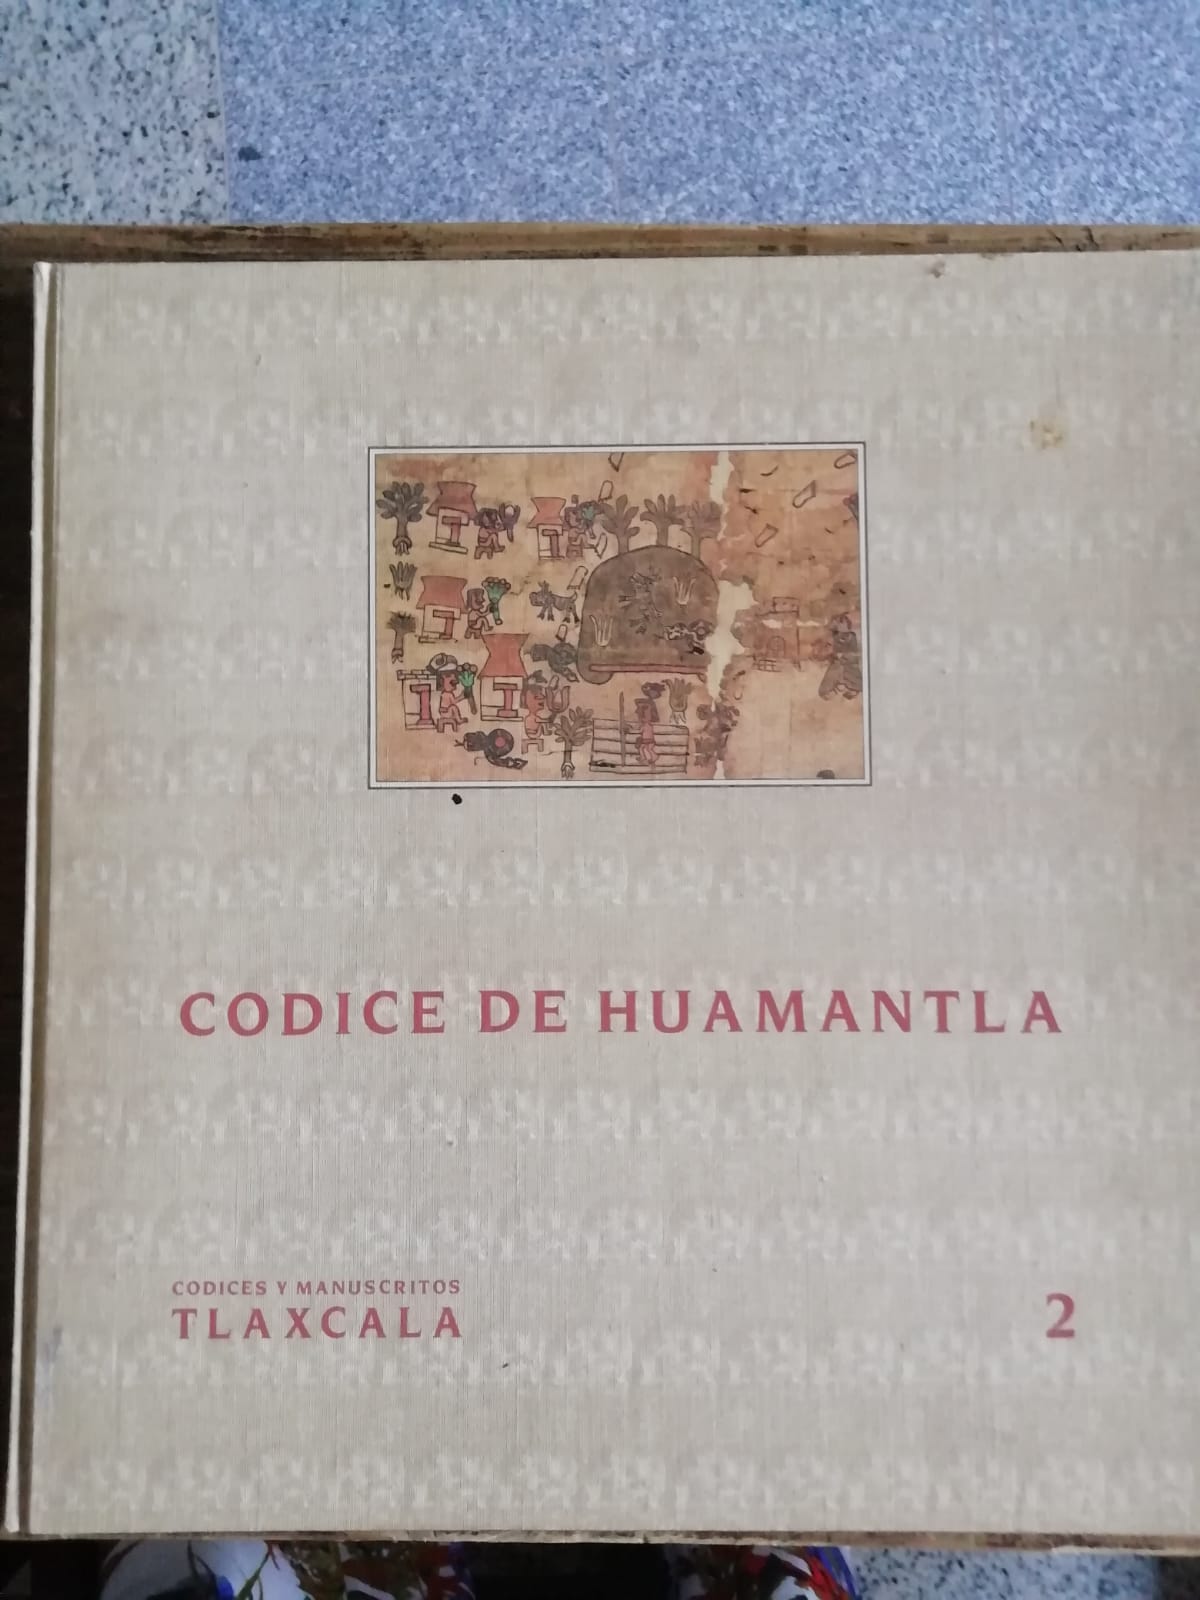 CODICE DE HUAMANTLA
CODICES Y MANUSCRITOS
TLAXCALA
2